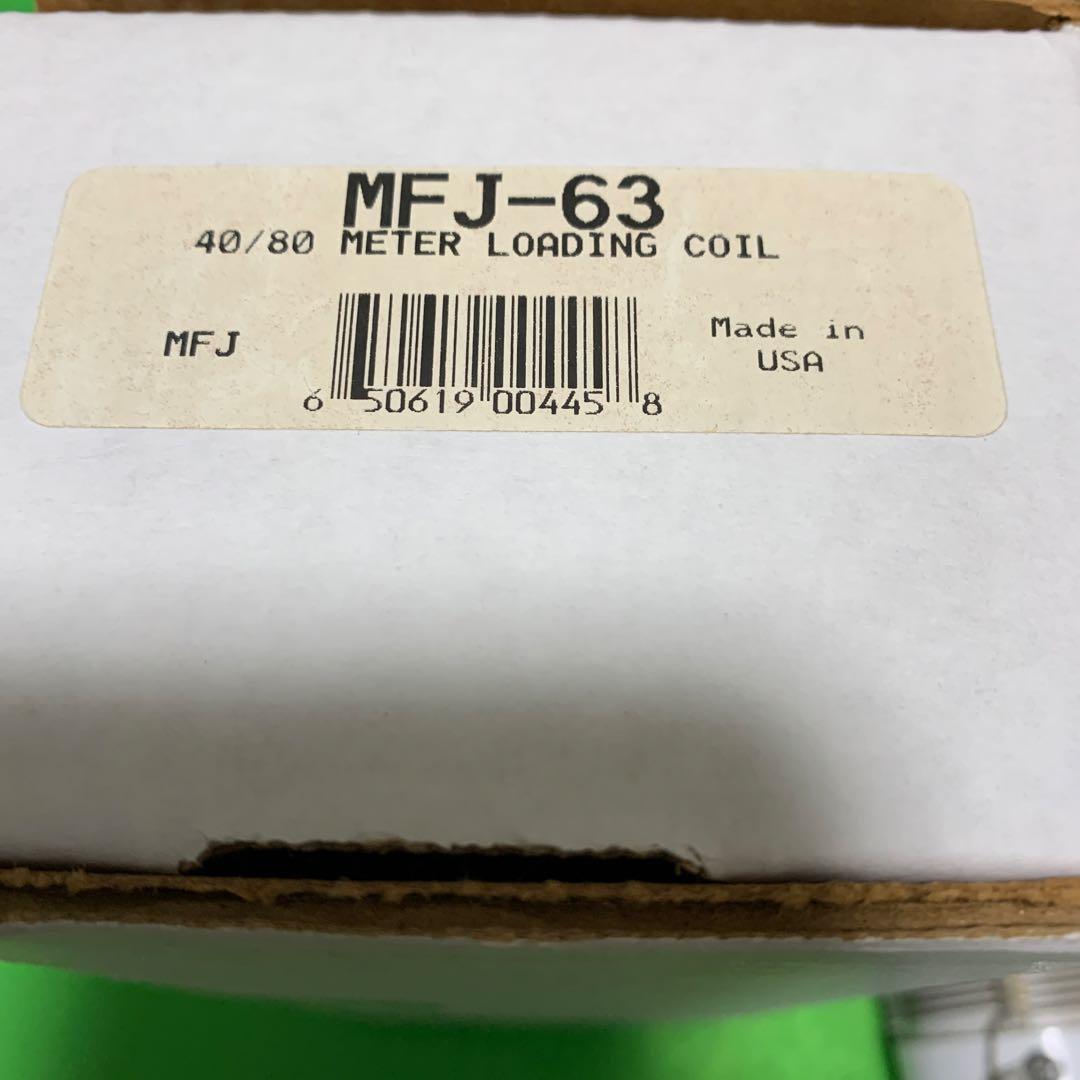 MFJ-63
40/80 METER LOADING COIL
MFJ
Made in
USA
6 50619 00445 8